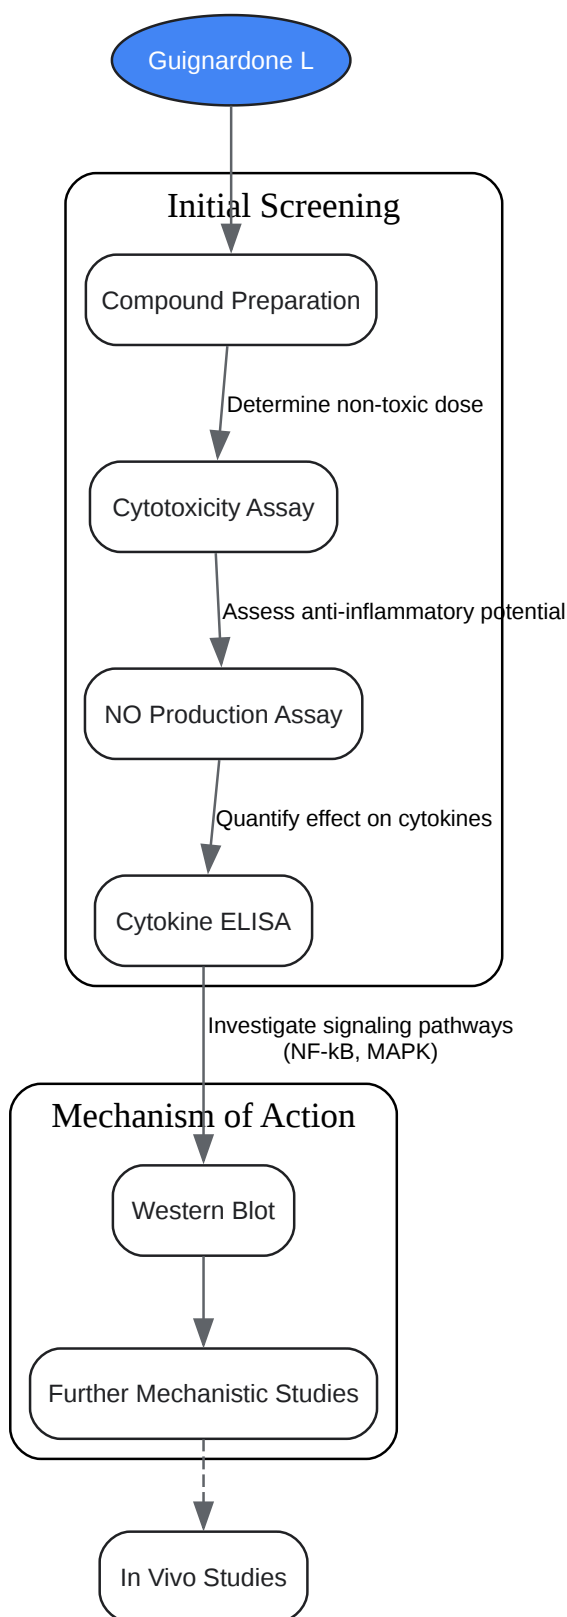 Guignardone L
Initial Screening
Compound Preparation
Determine non-toxic dose
Cytotoxicity Assay
Assess anti-inflammatory potential
NO Production Assay
Quantify effect on cytokines
Cytokine ELISA
Investigate signaling pathways
(NF-kB, MAPK)
Mechanism of Action
Western Blot
Further Mechanistic Studies
In Vivo Studies